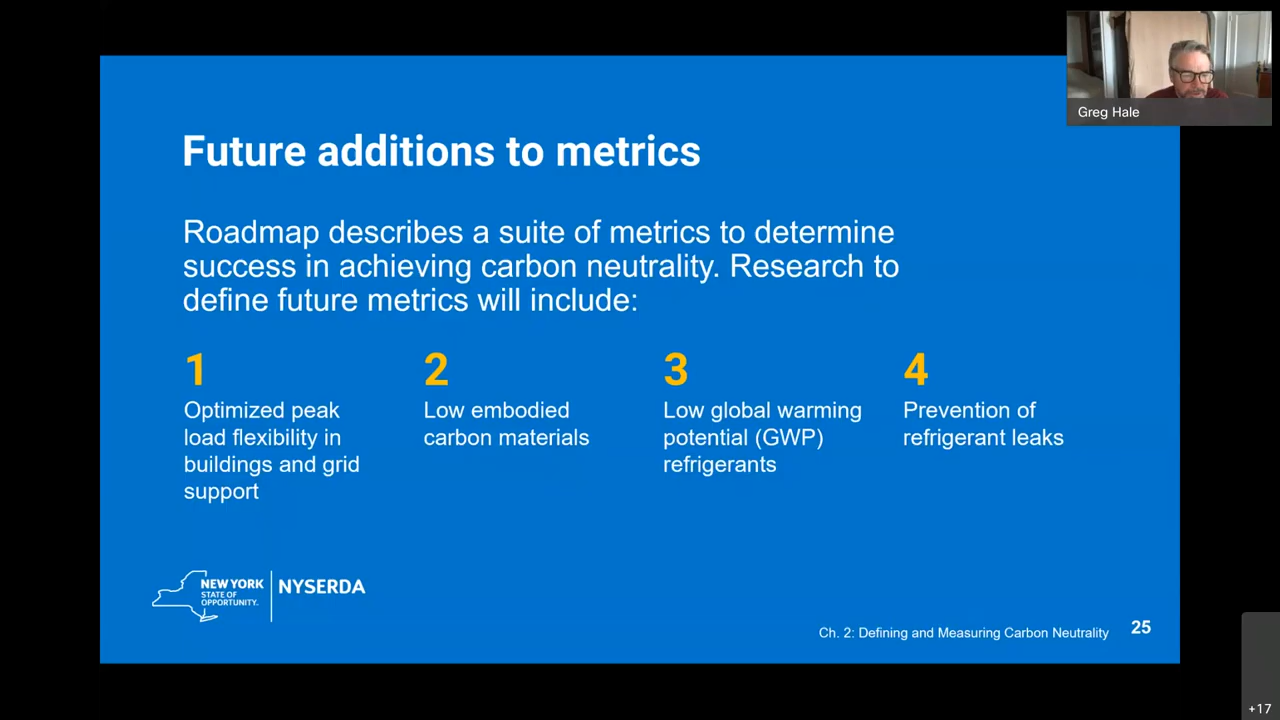 Greg Hale
Future additions to metrics
Roadmap describes a suite of metrics to determine
success in achieving carbon neutrality. Research to
define future metrics will include:
1
Optimized peak
load flexibility in
buildings and grid
support
2
Low embodied
carbon materials
3
Low global warming
potential (GWP)
refrigerants
4
Prevention of
refrigerant leaks
NEW YORK
STATE OF
OPPORTUNITY.
NYSERDA
Ch. 2: Defining and Measuring Carbon Neutrality
25
+17